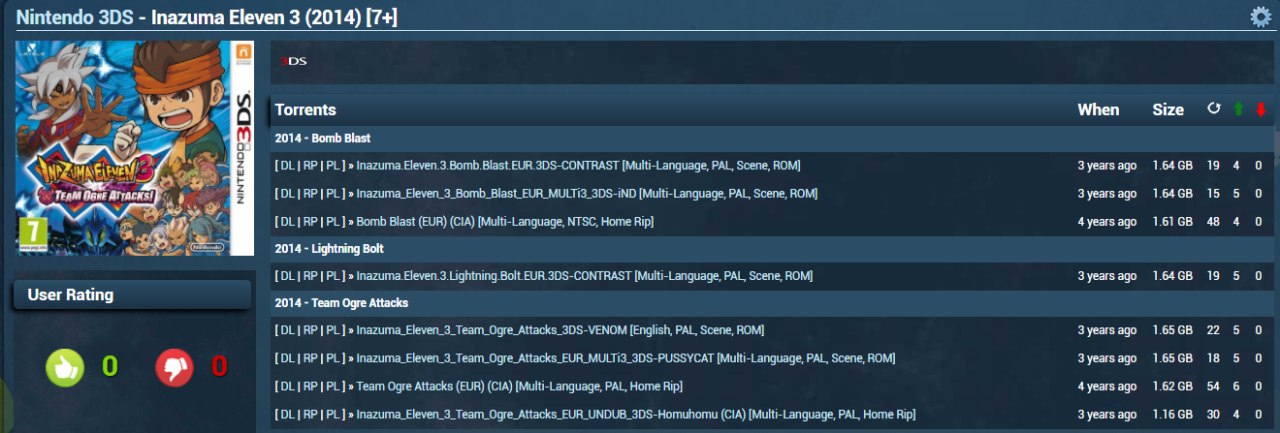 Nintendo 3DS - Inazuma Eleven 3 (2014) [7+]
3DS
Torrents When Size
2014 - Bomb Blast
[ DL | RP | PL ] » Inazuma.Eleven.3.Bomb.Blast.EUR.3DS-CONTRAST [Multi-Language, PAL, Scene, ROM] 3 years ago 1.64 GB 19 4 0
[ DL | RP | PL ] » Inazuma_Eleven_3_Bomb_Blast_EUR_MULTi3_3DS-iND [Multi-Language, PAL, Scene, ROM] 3 years ago 1.64 GB 15 5 0
[ DL | RP | PL ] » Bomb Blast (EUR) (CIA) [Multi-Language, NTSC, Home Rip] 4 years ago 1.61 GB 48 4 0
2014 - Lightning Bolt
[ DL | RP | PL ] » Inazuma.Eleven.3.Lightning.Bolt.EUR.3DS-CONTRAST [Multi-Language, PAL, Scene, ROM] 3 years ago 1.64 GB 19 5 0
2014 - Team Ogre Attacks
[ DL | RP | PL ] » Inazuma_Eleven_3_Team_Ogre_Attacks_3DS-VENOM [English, PAL, Scene, ROM] 3 years ago 1.65 GB 22 5 0
[ DL | RP | PL ] » Inazuma_Eleven_3_Team_Ogre_Attacks_EUR_MULTi3_3DS-PUSSYCAT [Multi-Language, PAL, Scene, ROM] 3 years ago 1.65 GB 18 5 0
[ DL | RP | PL ] » Team Ogre Attacks (EUR) (CIA) [Multi-Language, PAL, Home Rip] 4 years ago 1.62 GB 54 6 0
[ DL | RP | PL ] » Inazuma_Eleven_3_Team_Ogre_Attacks_EUR_UNDUB_3DS-Homuhomu (CIA) [Multi-Language, PAL, Home Rip] 3 years ago 1.16 GB 30 4 0
INAZUMA ELEVEN 3
TEAM OGRE ATTACKS!
NINTENDO 3DS
7
www.pegi.info
Nintendo
User Rating
0 0